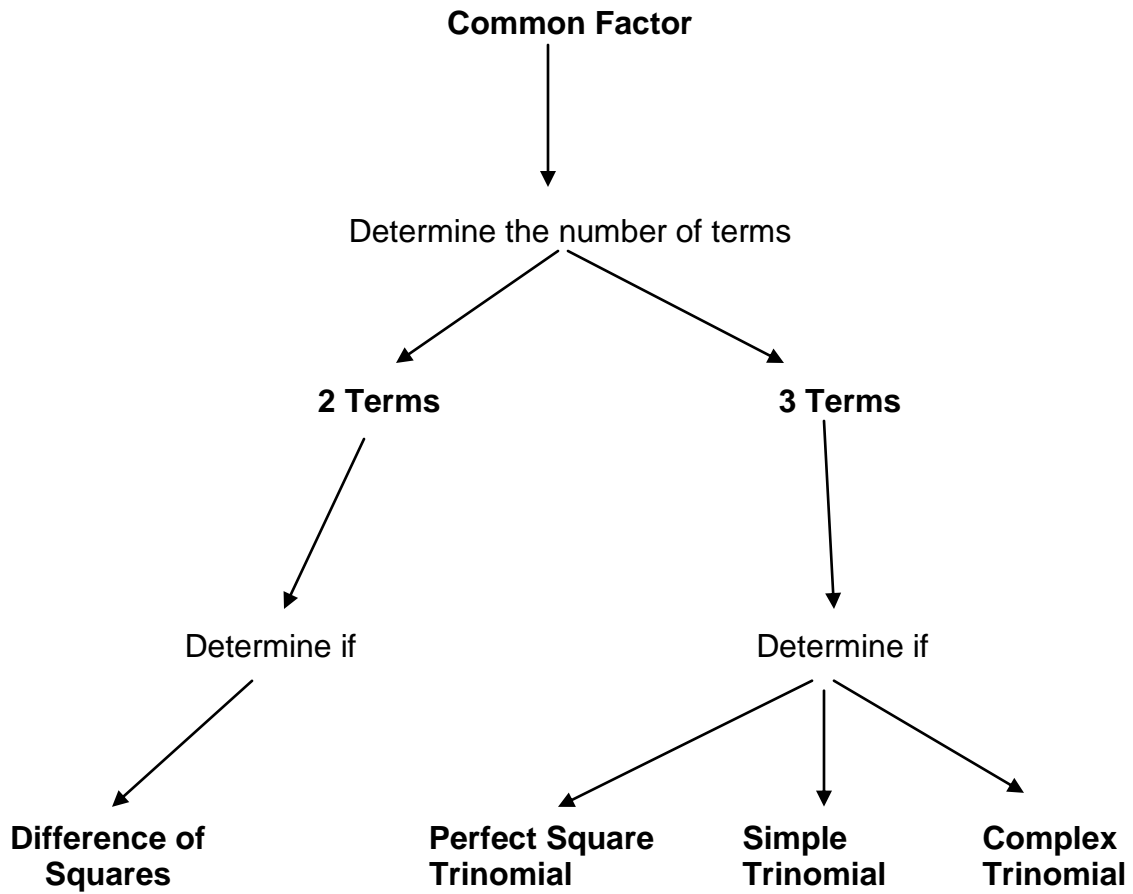 Common Factor
Determine the number of terms
2 Terms
3 Terms
Determine if
Determine if
Difference of
Squares
Perfect Square
Trinomial
Simple
Trinomial
Complex
Trinomial